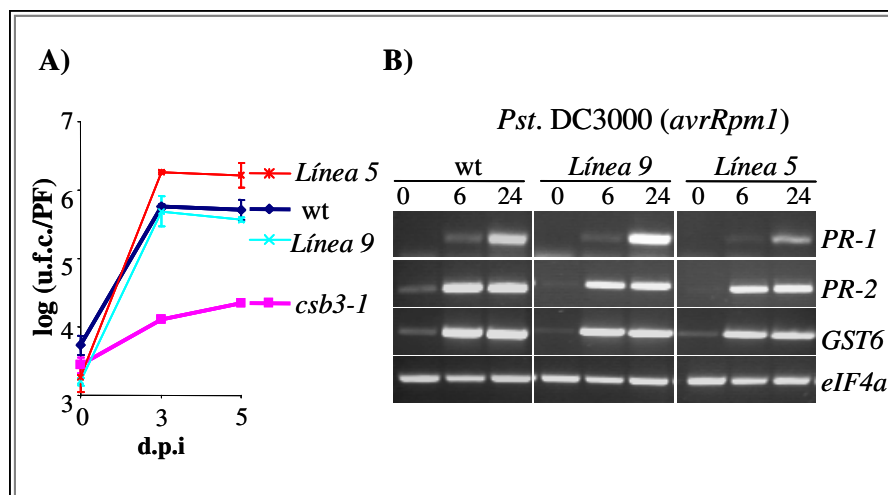 A)
B)
Pst. DC3000 (avrRpm1)
wt
Línea 9
Línea 5
0 6 24
0 6 24
0 6 24
PR-1
PR-2
GST6
eIF4a
log (u.f.c./PF)
7
6
5
4
3
0
3
5
d.p.i
Línea 5
wt
Línea 9
csb3-1